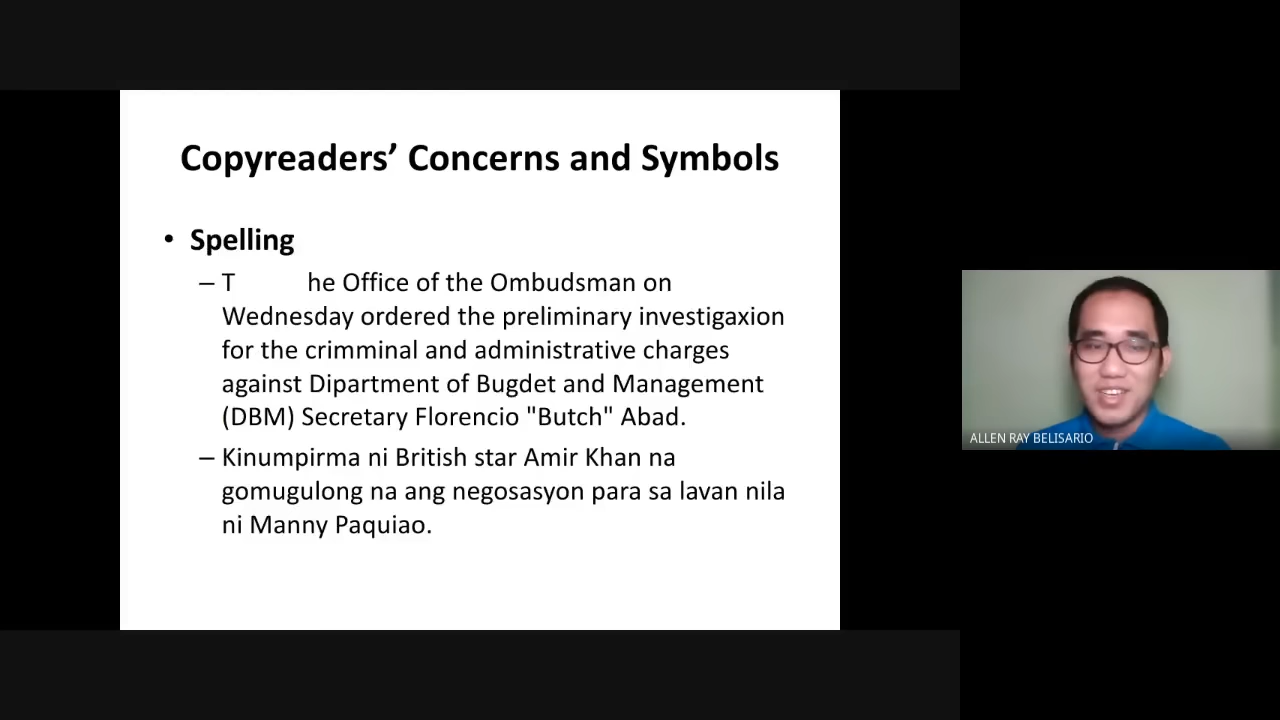 Copyreaders’ Concerns and Symbols
• Spelling
– T he Office of the Ombudsman on
Wednesday ordered the preliminary investigaxion
for the crimminal and administrative charges
against Dipartment of Bugdet and Management
(DBM) Secretary Florencio "Butch" Abad.
– Kinumpirma ni British star Amir Khan na
gomugulong na ang negosasyon para sa lavan nila
ni Manny Paquiao.
ALLEN RAY BELISARIO